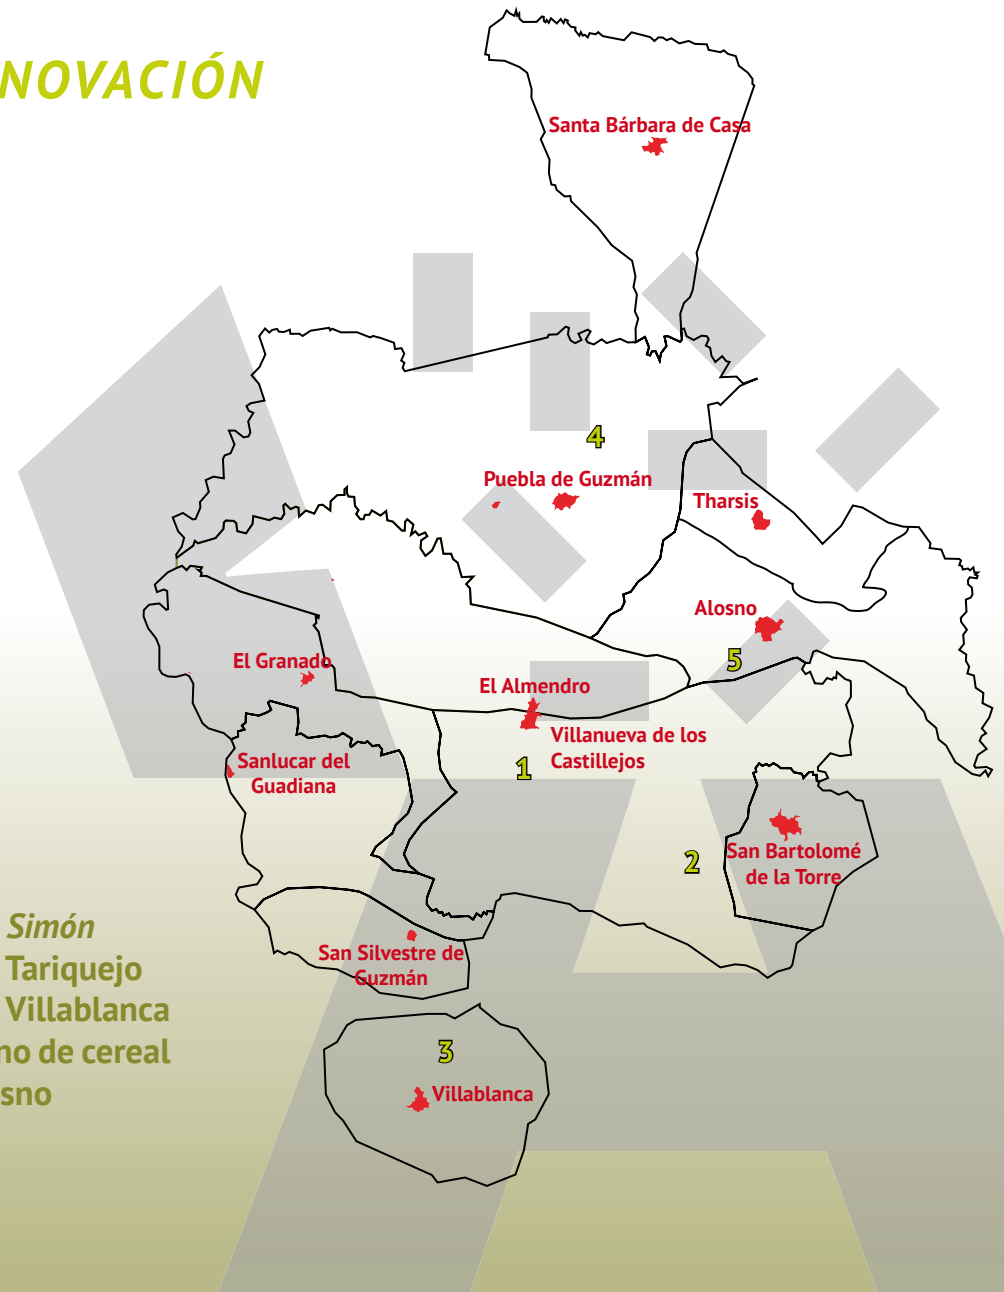 NOVACIÓN
Santa Bárbara de Casa
4
Puebla de Guzmán
Tharsis
Alosno
5
El Granado
El Almendro
Villanueva de los
Castillejos
1
Sanlucar del
Guadiana
2
San Bartolomé
de la Torre
Simón
Tariquejo
Villablanca
no de cereal
sno
San Silvestre de
Guzmán
3
Villablanca